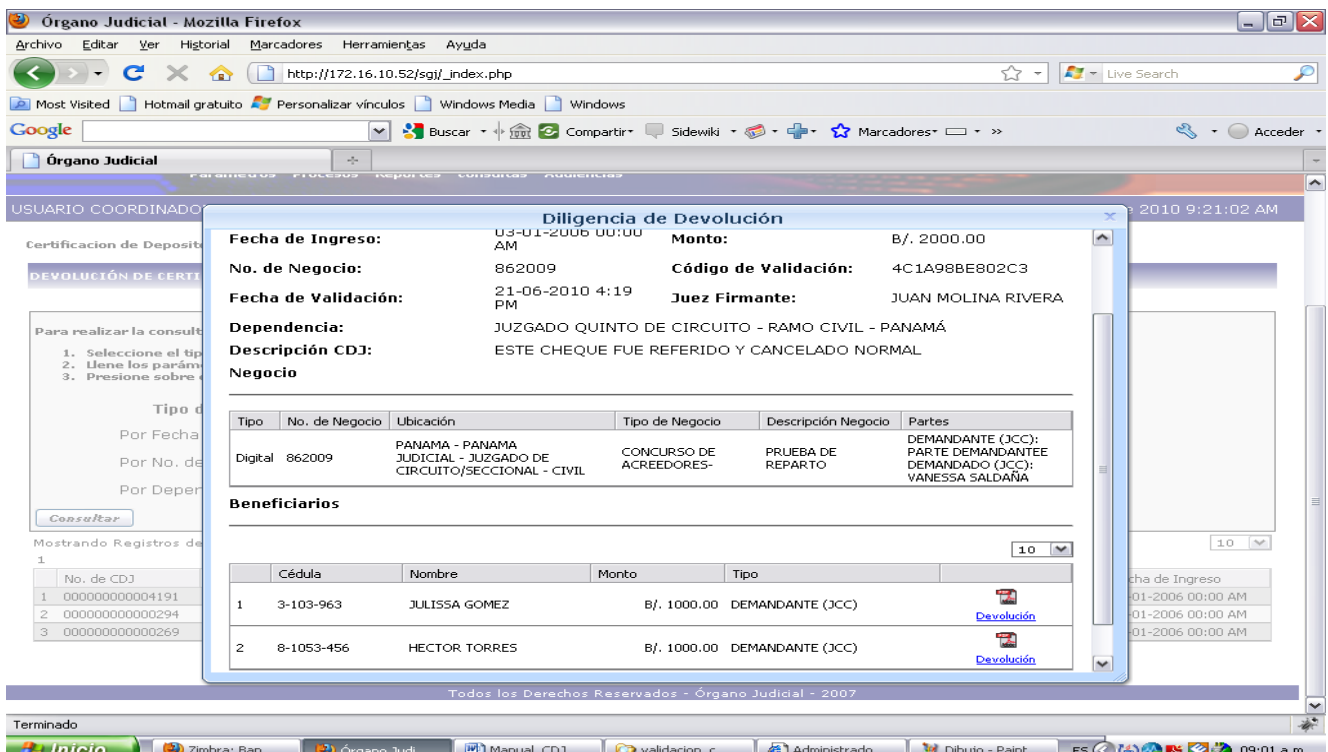 Órgano Judicial - Mozilla Firefox
Archivo Editar Ver Historial Marcadores Herramientas Ayuda
http://172.16.10.52/sgj/_index.php Live Search
Most Visited Hotmail gratuito Personalizar vínculos Windows Media Windows
Google Buscar Compartir Sidewiki Marcadores » Acceder
Órgano Judicial
Parámetros Procesos Reportes Consultas Audiencias
USUARIO COORDINADO 2010 9:21:02 AM
Diligencia de Devolución
Certificacion de Deposit
DEVOLUCIÓN DE CERTI
Fecha de Ingreso: 03-01-2006 00:00 AM Monto: B/. 2000.00
No. de Negocio: 862009 Código de Validación: 4C1A98BE802C3
Fecha de Validación: 21-06-2010 4:19 PM Juez Firmante: JUAN MOLINA RIVERA
Dependencia: JUZGADO QUINTO DE CIRCUITO - RAMO CIVIL - PANAMÁ
Descripción CDJ: ESTE CHEQUE FUE REFERIDO Y CANCELADO NORMAL
Negocio
Tipo No. de Negocio Ubicación Tipo de Negocio Descripción Negocio Partes
Digital 862009 PANAMA - PANAMA JUDICIAL - JUZGADO DE CIRCUITO/SECCIONAL - CIVIL CONCURSO DE ACREEDORES- PRUEBA DE REPARTO DEMANDANTE (JCC): PARTE DEMANDANTEE DEMANDADO (JCC): VANESSA SALDAÑA
Beneficiarios
10
Cédula Nombre Monto Tipo
1 3-103-963 JULISSA GOMEZ B/. 1000.00 DEMANDANTE (JCC) Devolución
2 8-1053-456 HECTOR TORRES B/. 1000.00 DEMANDANTE (JCC) Devolución
Para realizar la consult
1. Seleccione el tip
2. Llene los parám
3. Presione sobre
Tipo d
Por Fecha
Por No. de
Por Depen
Consultar
Mostrando Registros de 10
1
No. de CDJ cha de Ingreso
1 000000000004191 -01-2006 00:00 AM
2 000000000000294 -01-2006 00:00 AM
3 000000000000269 -01-2006 00:00 AM
Todos los Derechos Reservados - Órgano Judicial - 2007
Terminado
Inicio Zimbra: Ban Órgano Judi Manual CDJ validacion_c Administrado Dibujo - Paint ES 09:01 a.m.